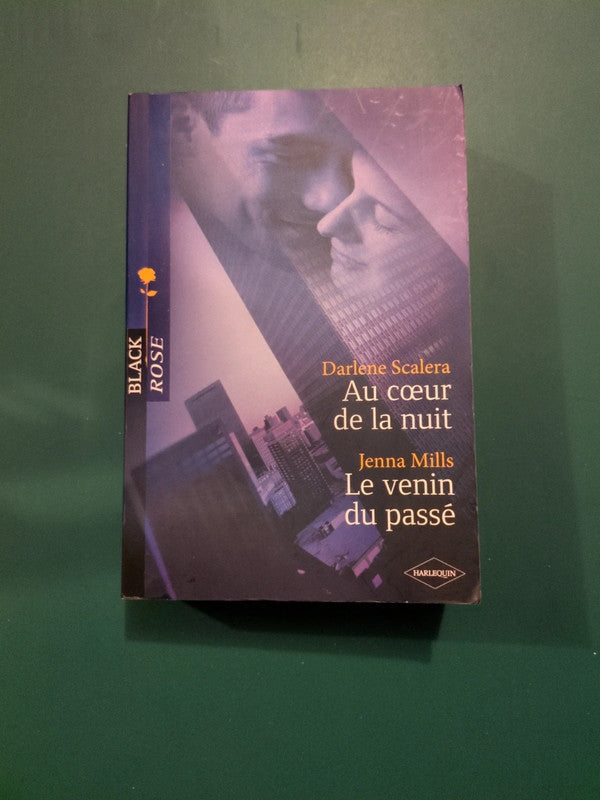 BLACK
ROSE
Darlene Scalera
Au cœur
de la nuit
Jenna Mills
Le venin
du passé
HARLEQUIN